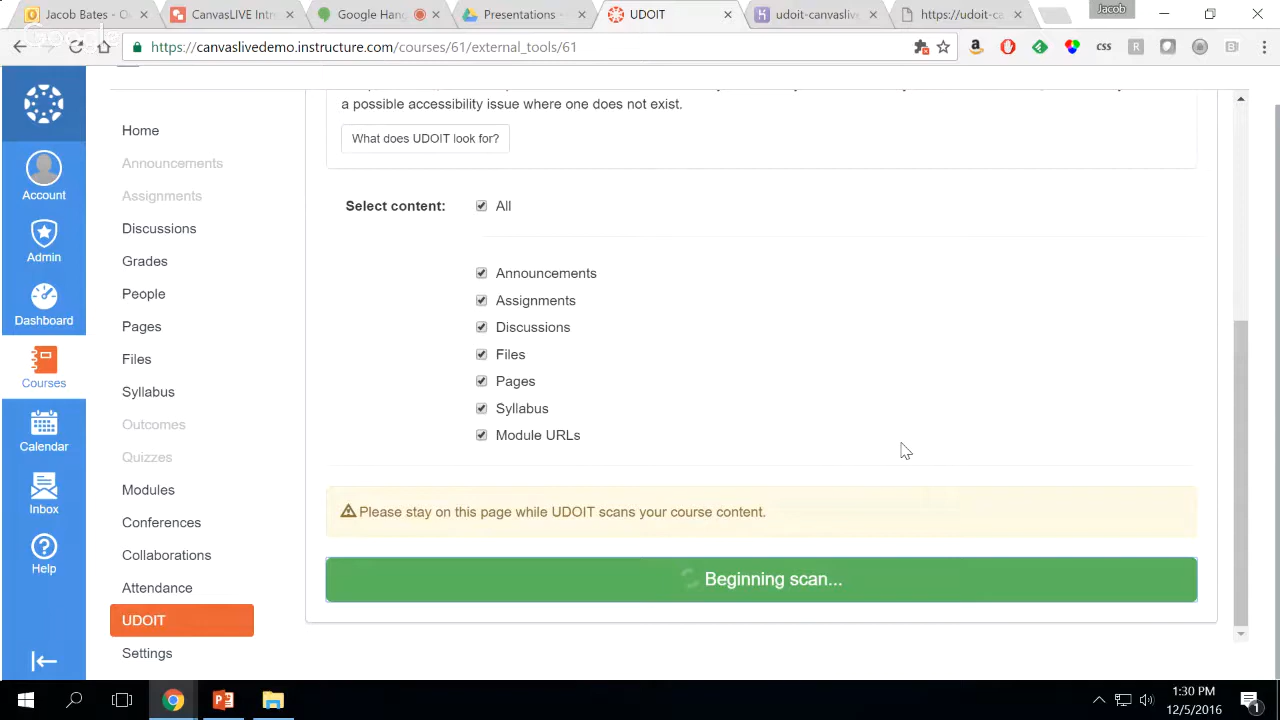 Jacob Bates - O
CanvasLIVE Intr
Google Hang
Presentations -
UDOIT
udoit-canvasliv
https://udoit-ca
Jacob
Google
https://canvaslivedemo.instructure.com/courses/61/external_tools/61
css
R
Account
Admin
Dashboard
Courses
Calendar
Inbox
Help
Home
Announcements
Assignments
Discussions
Grades
People
Pages
Files
Syllabus
Outcomes
Quizzes
Modules
Conferences
Collaborations
Attendance
UDOIT
Settings
a possible accessibility issue where one does not exist.
What does UDOIT look for?
Select content: All
Announcements
Assignments
Discussions
Files
Pages
Syllabus
Module URLs
Please stay on this page while UDOIT scans your course content.
Beginning scan...
1:30 PM
12/5/2016
1